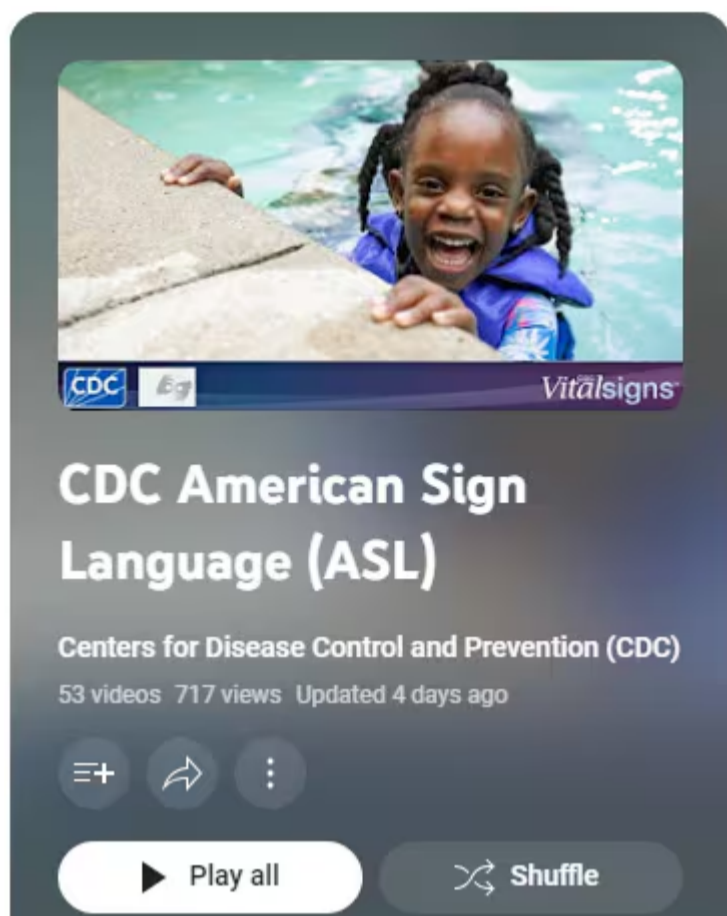 CDC
Vitalsigns
CDC American Sign
Language (ASL)
Centers for Disease Control and Prevention (CDC)
53 videos 717 views Updated 4 days ago
Play all
Shuffle